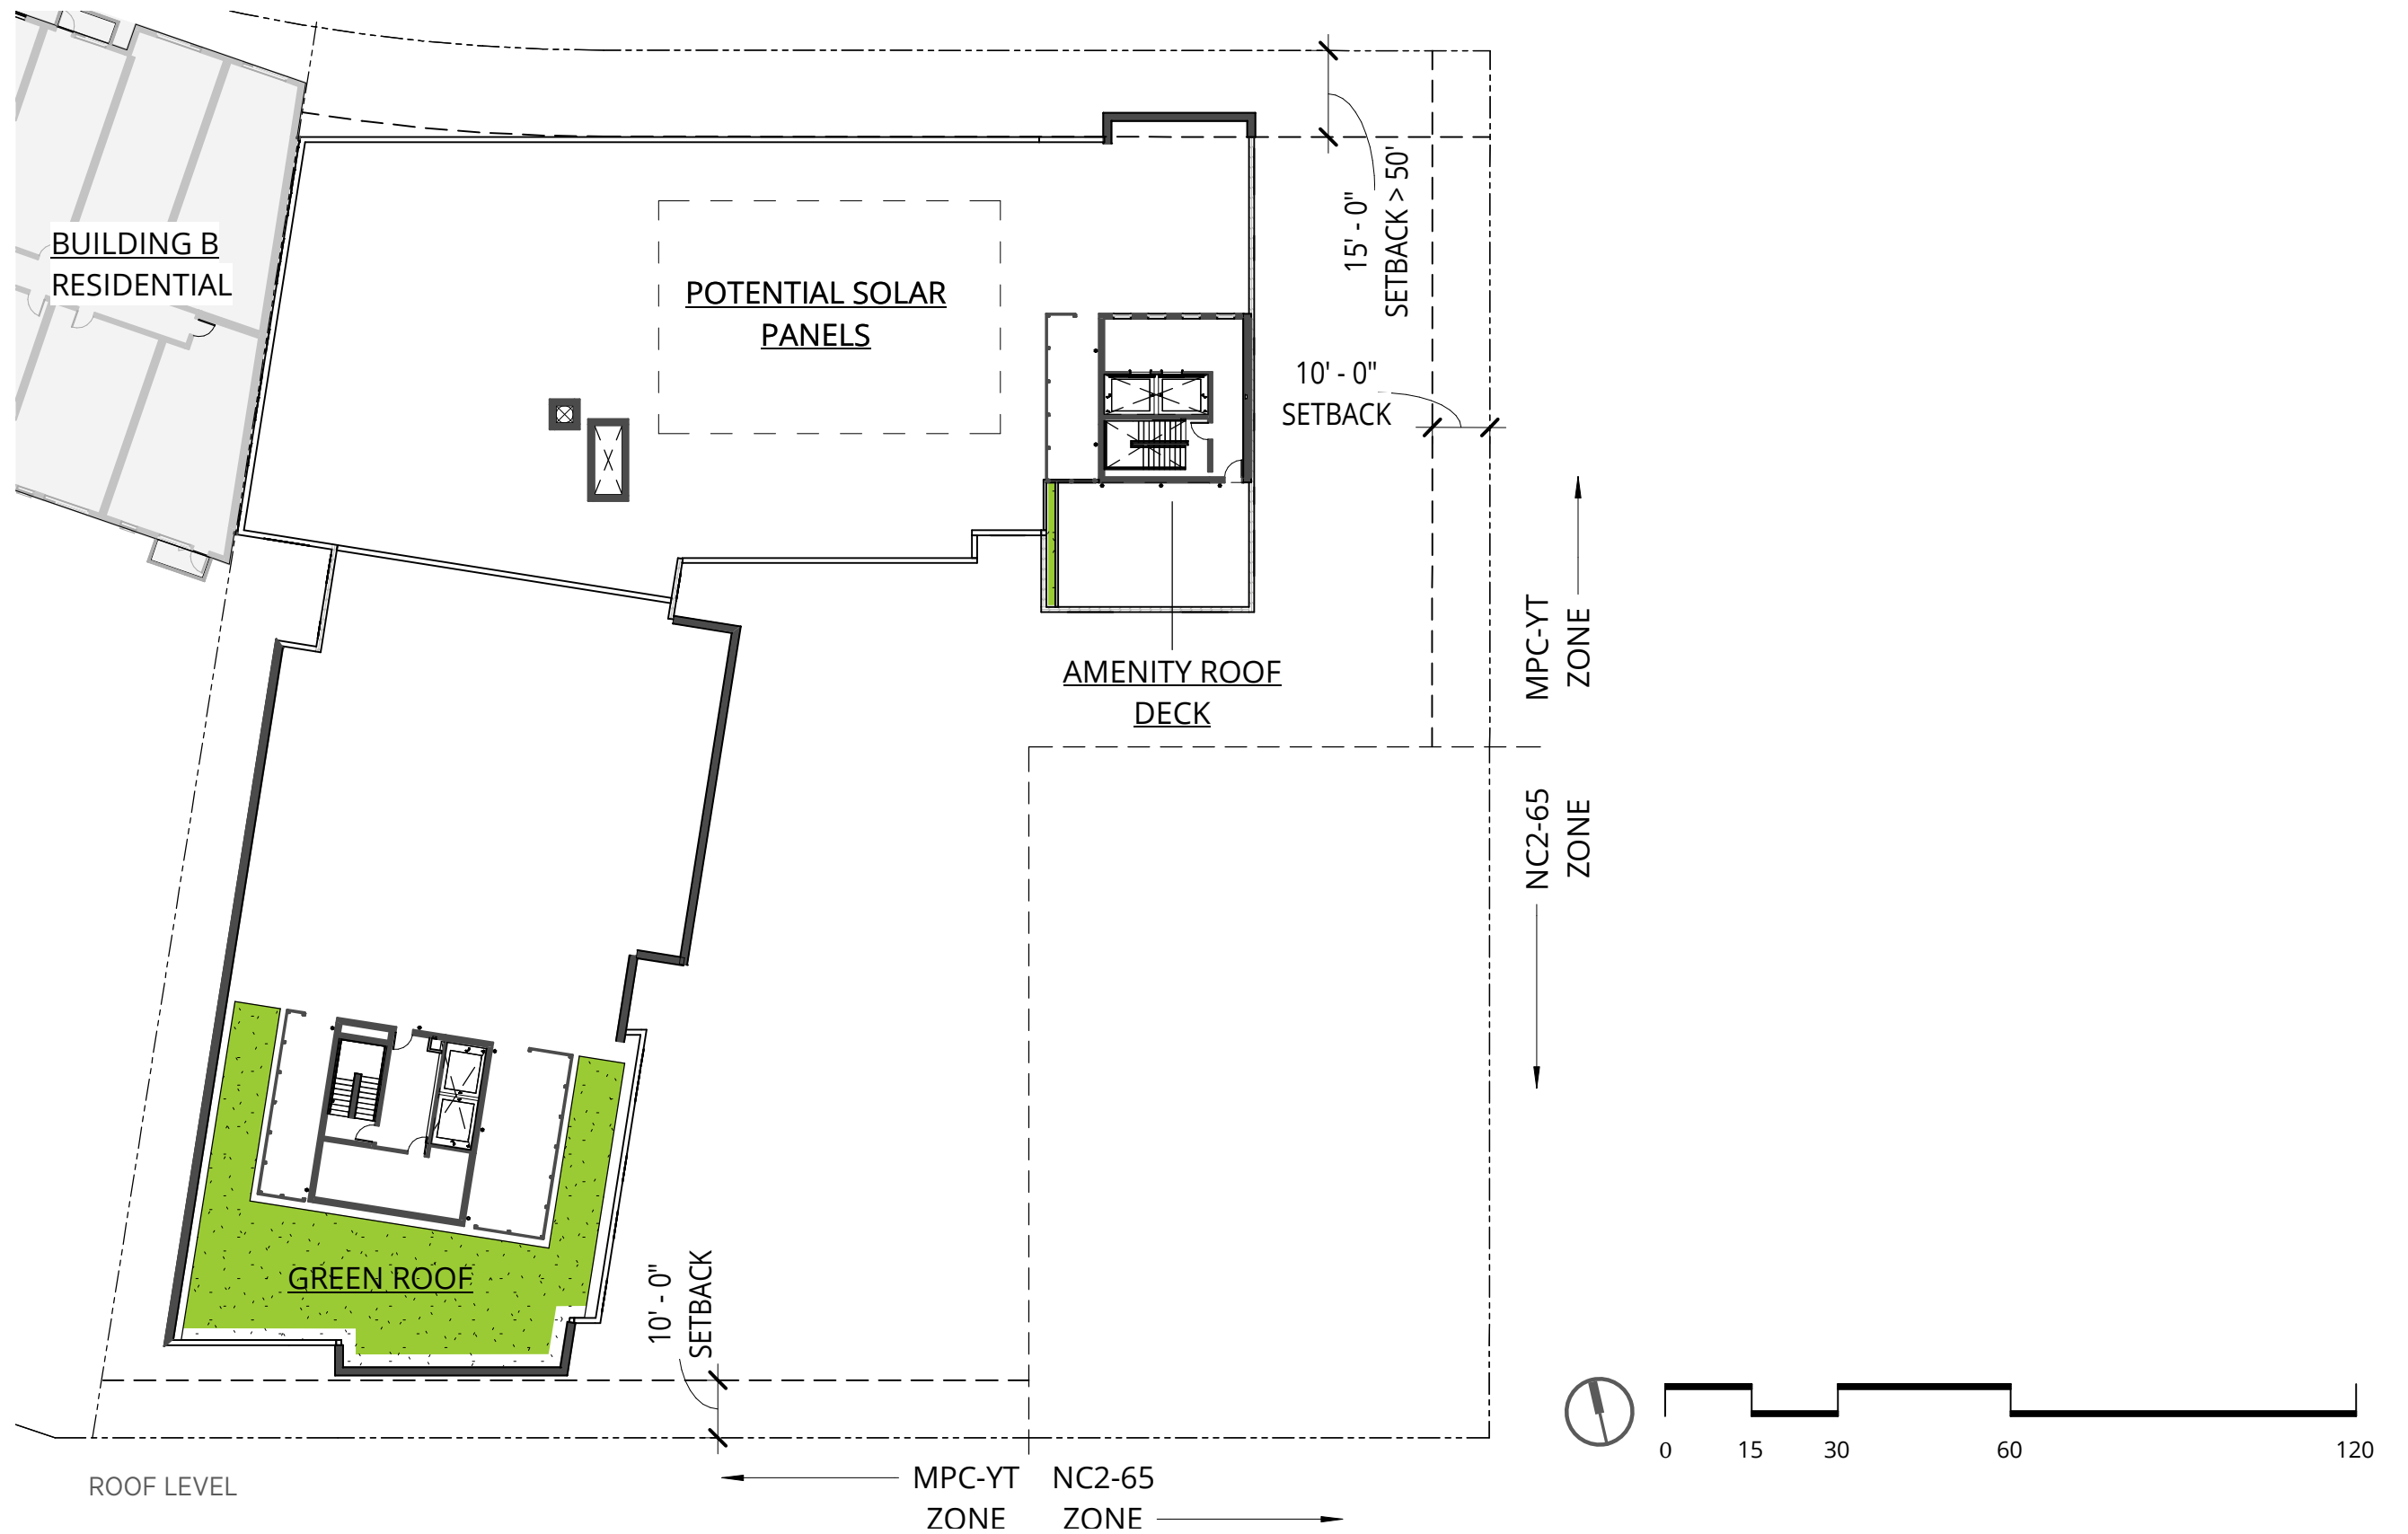 BUILDING B
RESIDENTIAL
POTENTIAL SOLAR
PANELS
15' - 0"
SETBACK > 50'
10' - 0"
SETBACK
AMENITY ROOF
DECK
MPC-YT
ZONE
NC2-65
ZONE
GREEN ROOF
10' - 0"
SETBACK
0 15 30 60 120
ROOF LEVEL
MPC-YT
ZONE
NC2-65
ZONE